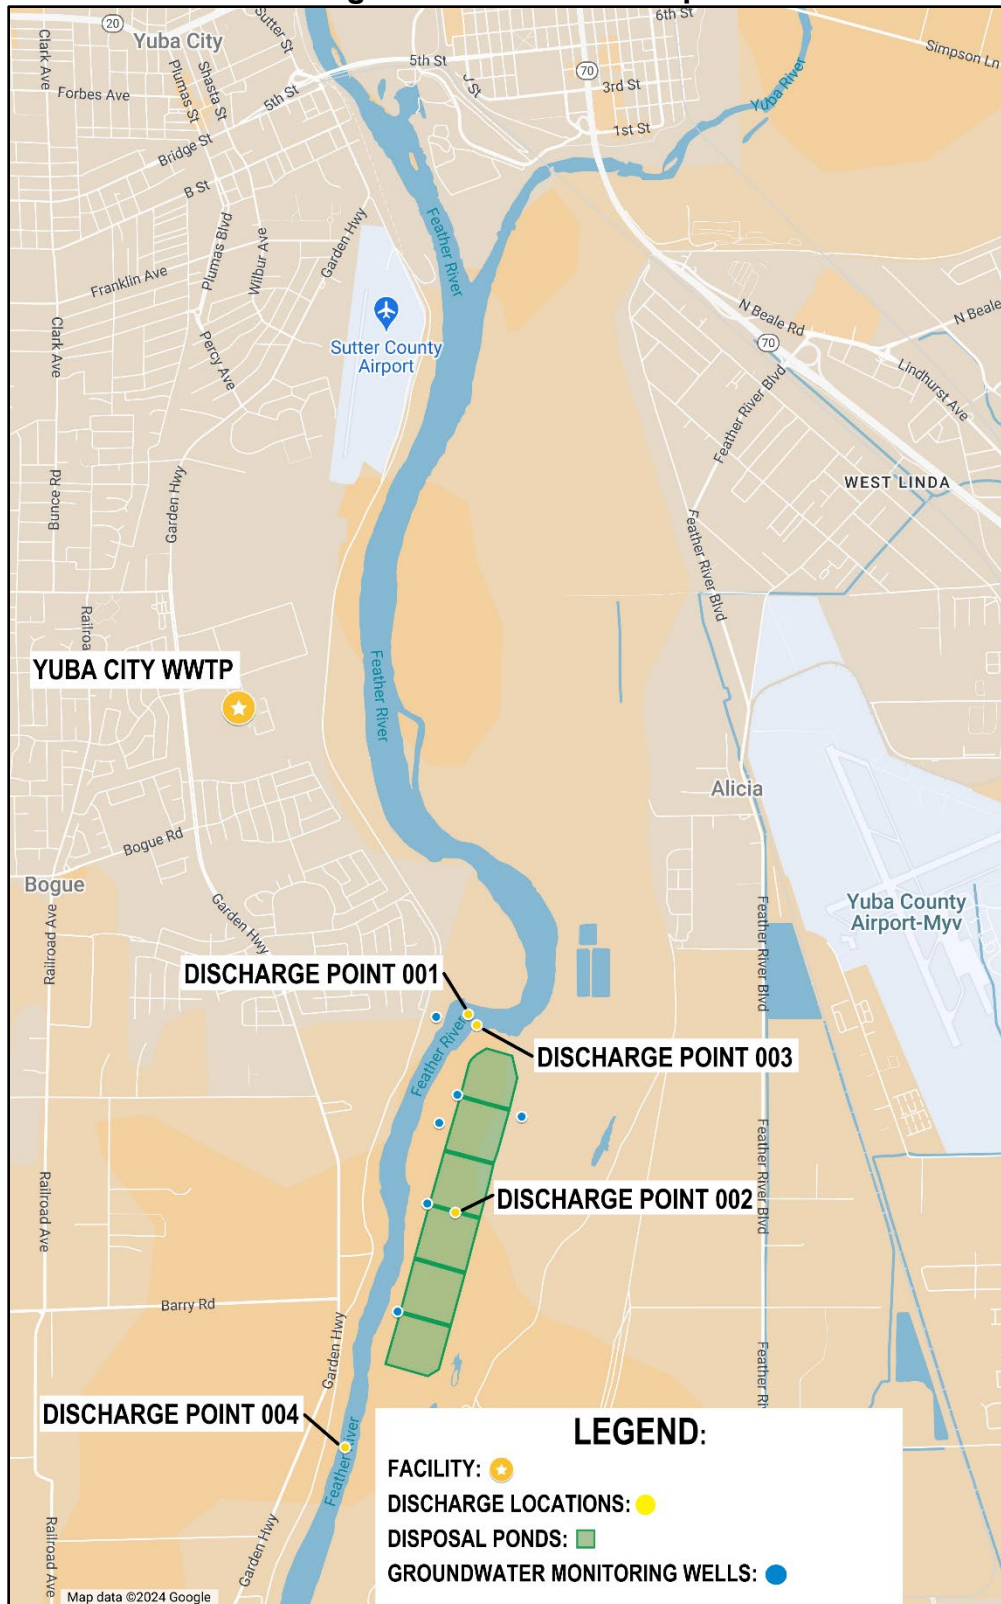 20
Yuba City
Sutter St
5th St
6th St
Simpson Ln
Clark Ave
Forbes Ave
Plumas St
Shasta St
5th St
J St
70
3rd St
Yuba River
1st St
Bridge St
B St
Feather River
Garden Hwy
Plumas Blvd
Wilbur Ave
Franklin Ave
Clark Ave
Percy Ave
Sutter County
Airport
N Beale Rd
N Beale
70
Lindhurst Ave
Feather River Blvd
WEST LINDA
Bunce Rd
Garden Hwy
Feather River Blvd
Railroa
YUBA CITY WWTP
Feather River
Alicia
Bogue Rd
Bogue
Yuba County
Airport-Myv
Railroad Ave
Garden Hwy
Feather River Blvd
DISCHARGE POINT 001
Feather River
DISCHARGE POINT 003
Feather River Blvd
Railroad Ave
DISCHARGE POINT 002
Barry Rd
Garden Hwy
Feather Ri
DISCHARGE POINT 004
Feather River
Railroad Ave
Garden Hwy
LEGEND:
FACILITY:
DISCHARGE LOCATIONS:
DISPOSAL PONDS:
GROUNDWATER MONITORING WELLS:
Map data ©2024 Google